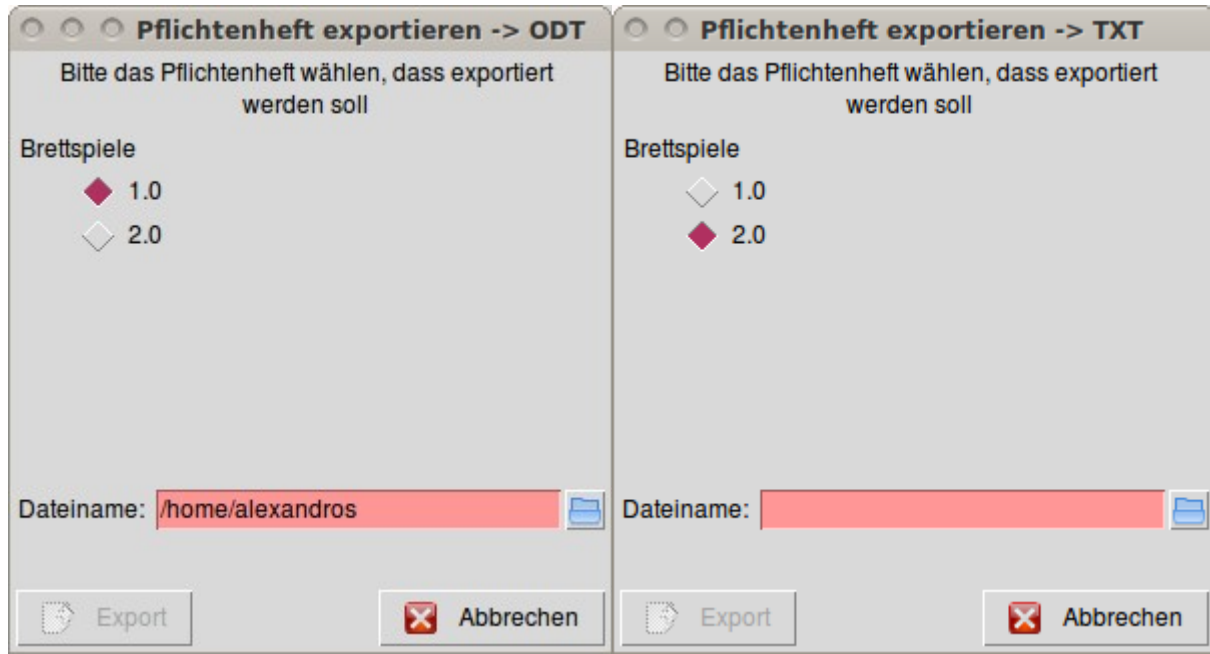 Pflichtenheft exportieren -> ODT
Bitte das Pflichtenheft wählen, dass exportiert
werden soll
Brettspiele
1.0
2.0
Dateiname: /home/alexandros
Export Abbrechen
Pflichtenheft exportieren -> TXT
Bitte das Pflichtenheft wählen, dass exportiert
werden soll
Brettspiele
1.0
2.0
Dateiname:
Export Abbrechen